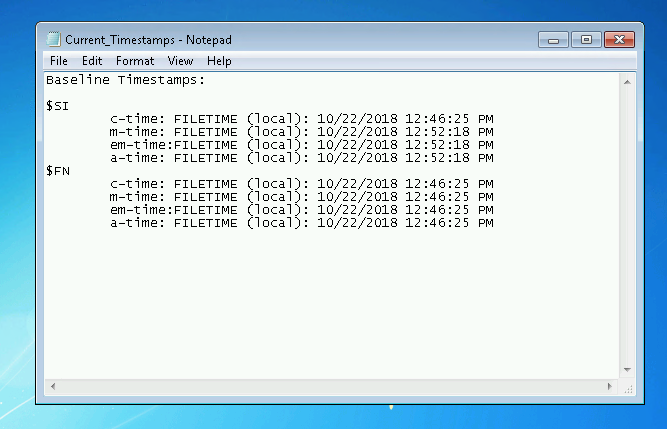 Current_Timestamps - Notepad
File Edit Format View Help
Baseline Timestamps:
$SI
c-time: FILETIME (local): 10/22/2018 12:46:25 PM
m-time: FILETIME (local): 10/22/2018 12:52:18 PM
em-time:FILETIME (local): 10/22/2018 12:52:18 PM
a-time: FILETIME (local): 10/22/2018 12:52:18 PM
$FN
c-time: FILETIME (local): 10/22/2018 12:46:25 PM
m-time: FILETIME (local): 10/22/2018 12:46:25 PM
em-time:FILETIME (local): 10/22/2018 12:46:25 PM
a-time: FILETIME (local): 10/22/2018 12:46:25 PM